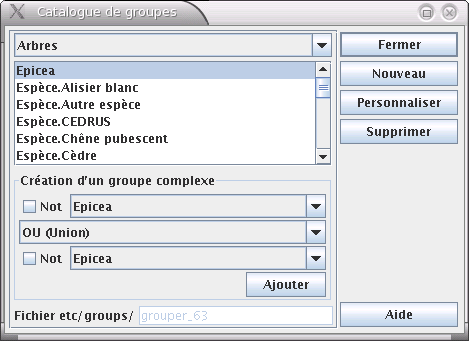 Catalogue de groupes
Arbres
Epicea
Espèce.Alisier blanc
Espèce.Autre espèce
Espèce.CEDRUS
Espèce.Chêne pubescent
Espèce.Cèdre
Création d'un groupe complexe
Not Epicea
OU (Union)
Not Epicea
Ajouter
Fichier etc/groups/ grouper_63
Fermer
Nouveau
Personnaliser
Supprimer
Aide